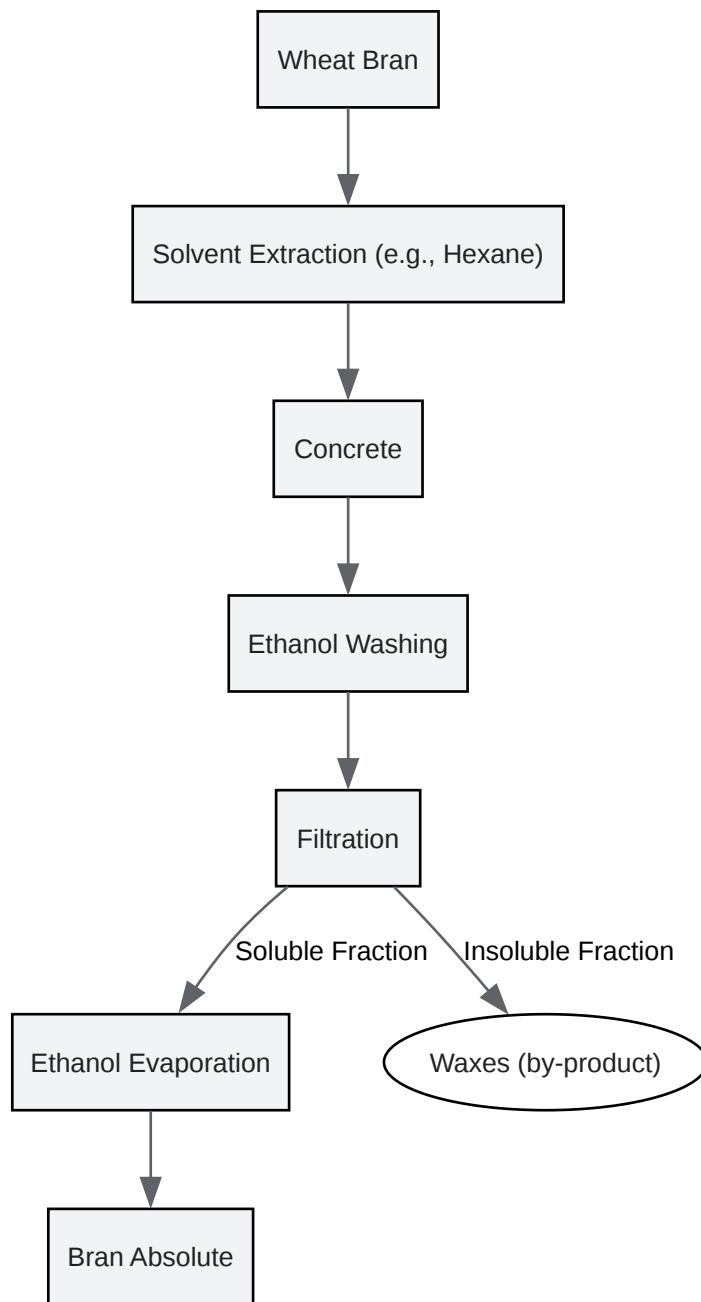 Wheat Bran
Solvent Extraction (e.g., Hexane)
Concrete
Ethanol Washing
Filtration
Soluble Fraction
Insoluble Fraction
Ethanol Evaporation
Waxes (by-product)
Bran Absolute